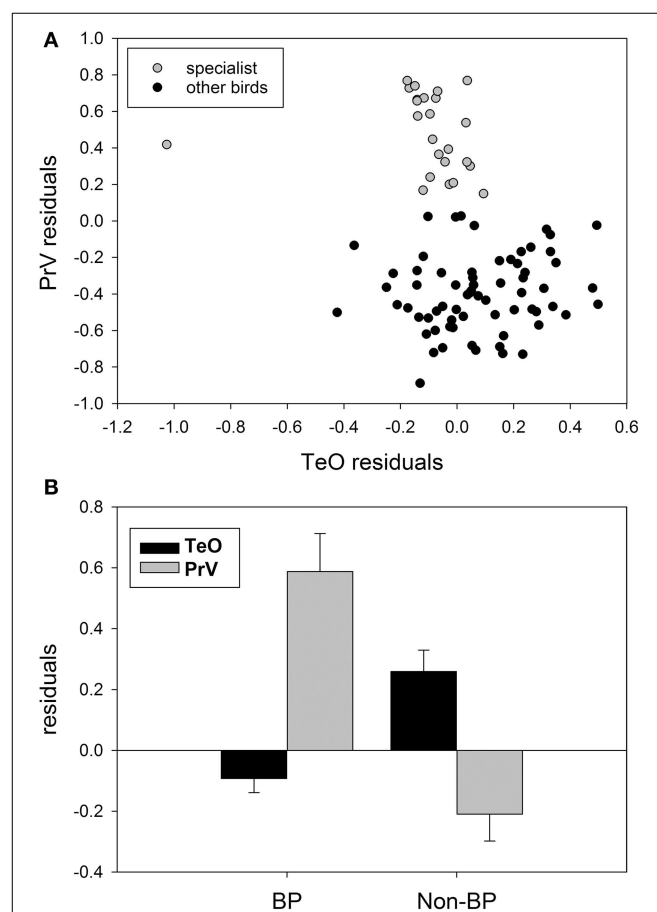 A
1.0
0.8
0.6
0.4
0.2
0.0
-0.2
-0.4
-0.6
-0.8
-1.0
PrV residuals
specialist
other birds
-1.2 -1.0 -0.8 -0.6 -0.4 -0.2 0.0 0.2 0.4 0.6
TeO residuals
B
0.8
0.6
0.4
0.2
0.0
-0.2
-0.4
residuals
TeO
PrV
BP Non-BP